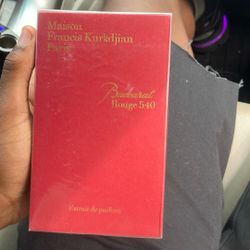 Maison
Francis Kurkdjian
Paris
Baccarat
Rouge 540
Extrait de parfum